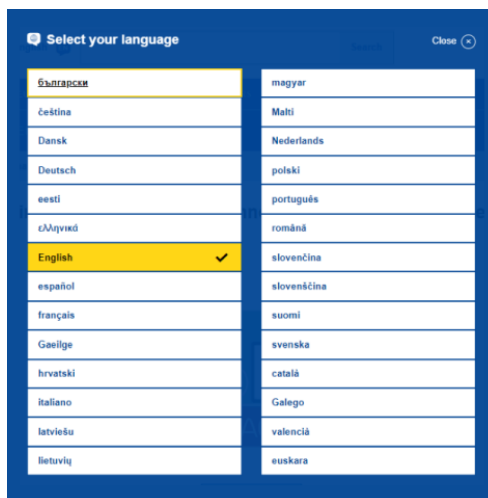 Select your language
Close
български
čeština
Dansk
Deutsch
eesti
ελληνικά
English
español
français
Gaeilge
hrvatski
italiano
latviešu
lietuvių
magyar
Malti
Nederlands
polski
português
română
slovenčina
slovenščina
suomi
svenska
català
Galego
valencià
euskara